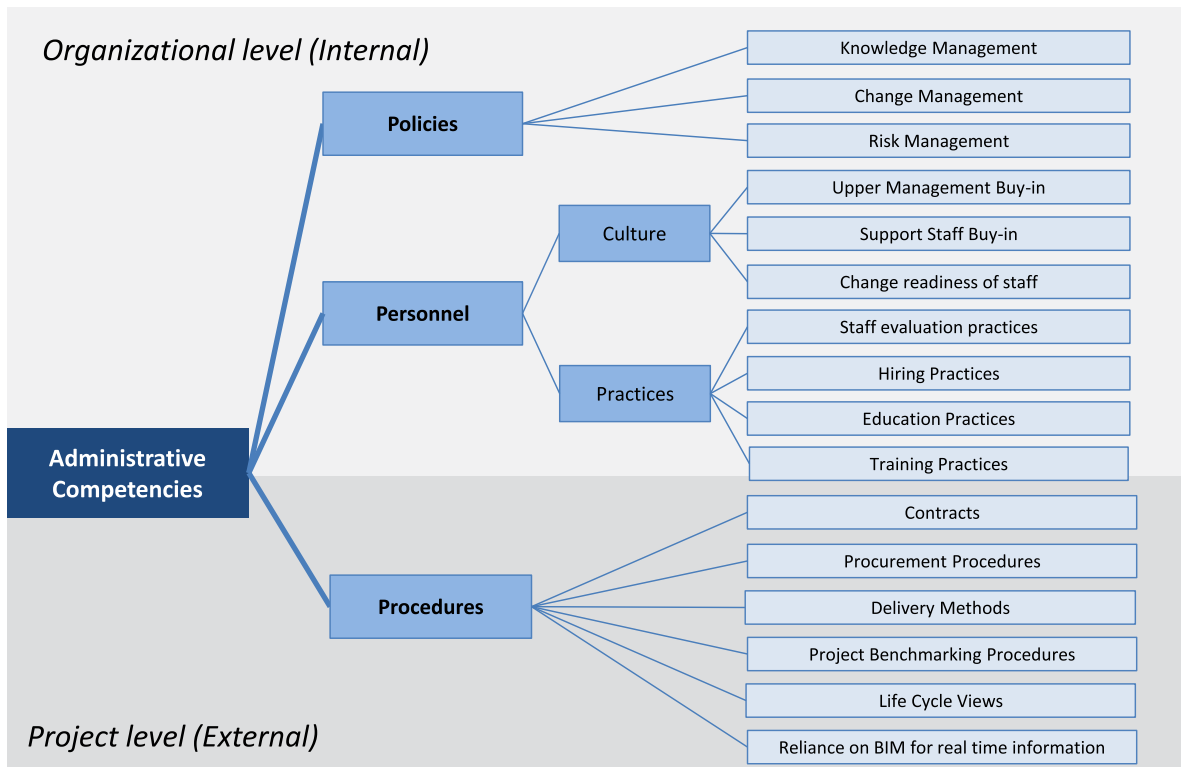 Organizational level (Internal)
Knowledge Management
Change Management
Policies
Risk Management
Upper Management Buy-in
Culture
Support Staff Buy-in
Change readiness of staff
Personnel
Staff evaluation practices
Hiring Practices
Practices
Education Practices
Training Practices
Administrative
Competencies
Contracts
Procurement Procedures
Procedures
Delivery Methods
Project Benchmarking Procedures
Life Cycle Views
Project level (External)
Reliance on BIM for real time information